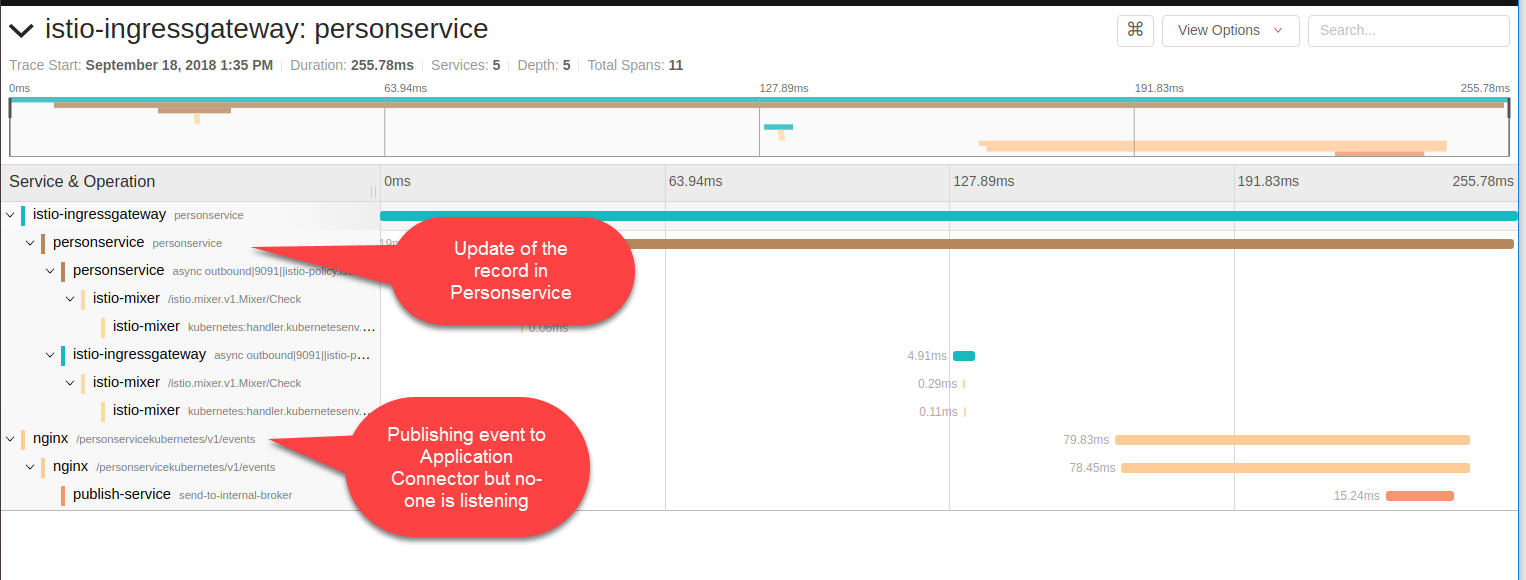 istio-ingressgateway: personservice
⌘ View Options Search...
Trace Start: September 18, 2018 1:35 PM Duration: 255.78ms Services: 5 Depth: 5 Total Spans: 11
0ms 63.94ms 127.89ms 191.83ms 255.78ms
Service & Operation 0ms 63.94ms 127.89ms 191.83ms 255.78ms
istio-ingressgateway personservice
personservice personservice
personservice async outbound|9091||istio-policy.
istio-mixer /istio.mixer.v1.Mixer/Check
istio-mixer kubernetes:handler.kubernetesenv.... 0.06ms
istio-ingressgateway async outbound|9091||istio-p... 4.91ms
istio-mixer /istio.mixer.v1.Mixer/Check 0.29ms
istio-mixer kubernetes:handler.kubernetesenv.... 0.11ms
nginx /personservicekubernetes/v1/events 79.83ms
nginx /personservicekubernetes/v1/events 78.45ms
publish-service send-to-internal-broker 15.24ms
Update of the
record in
Personservice
Publishing event to
Application
Connector but no-
one is listening